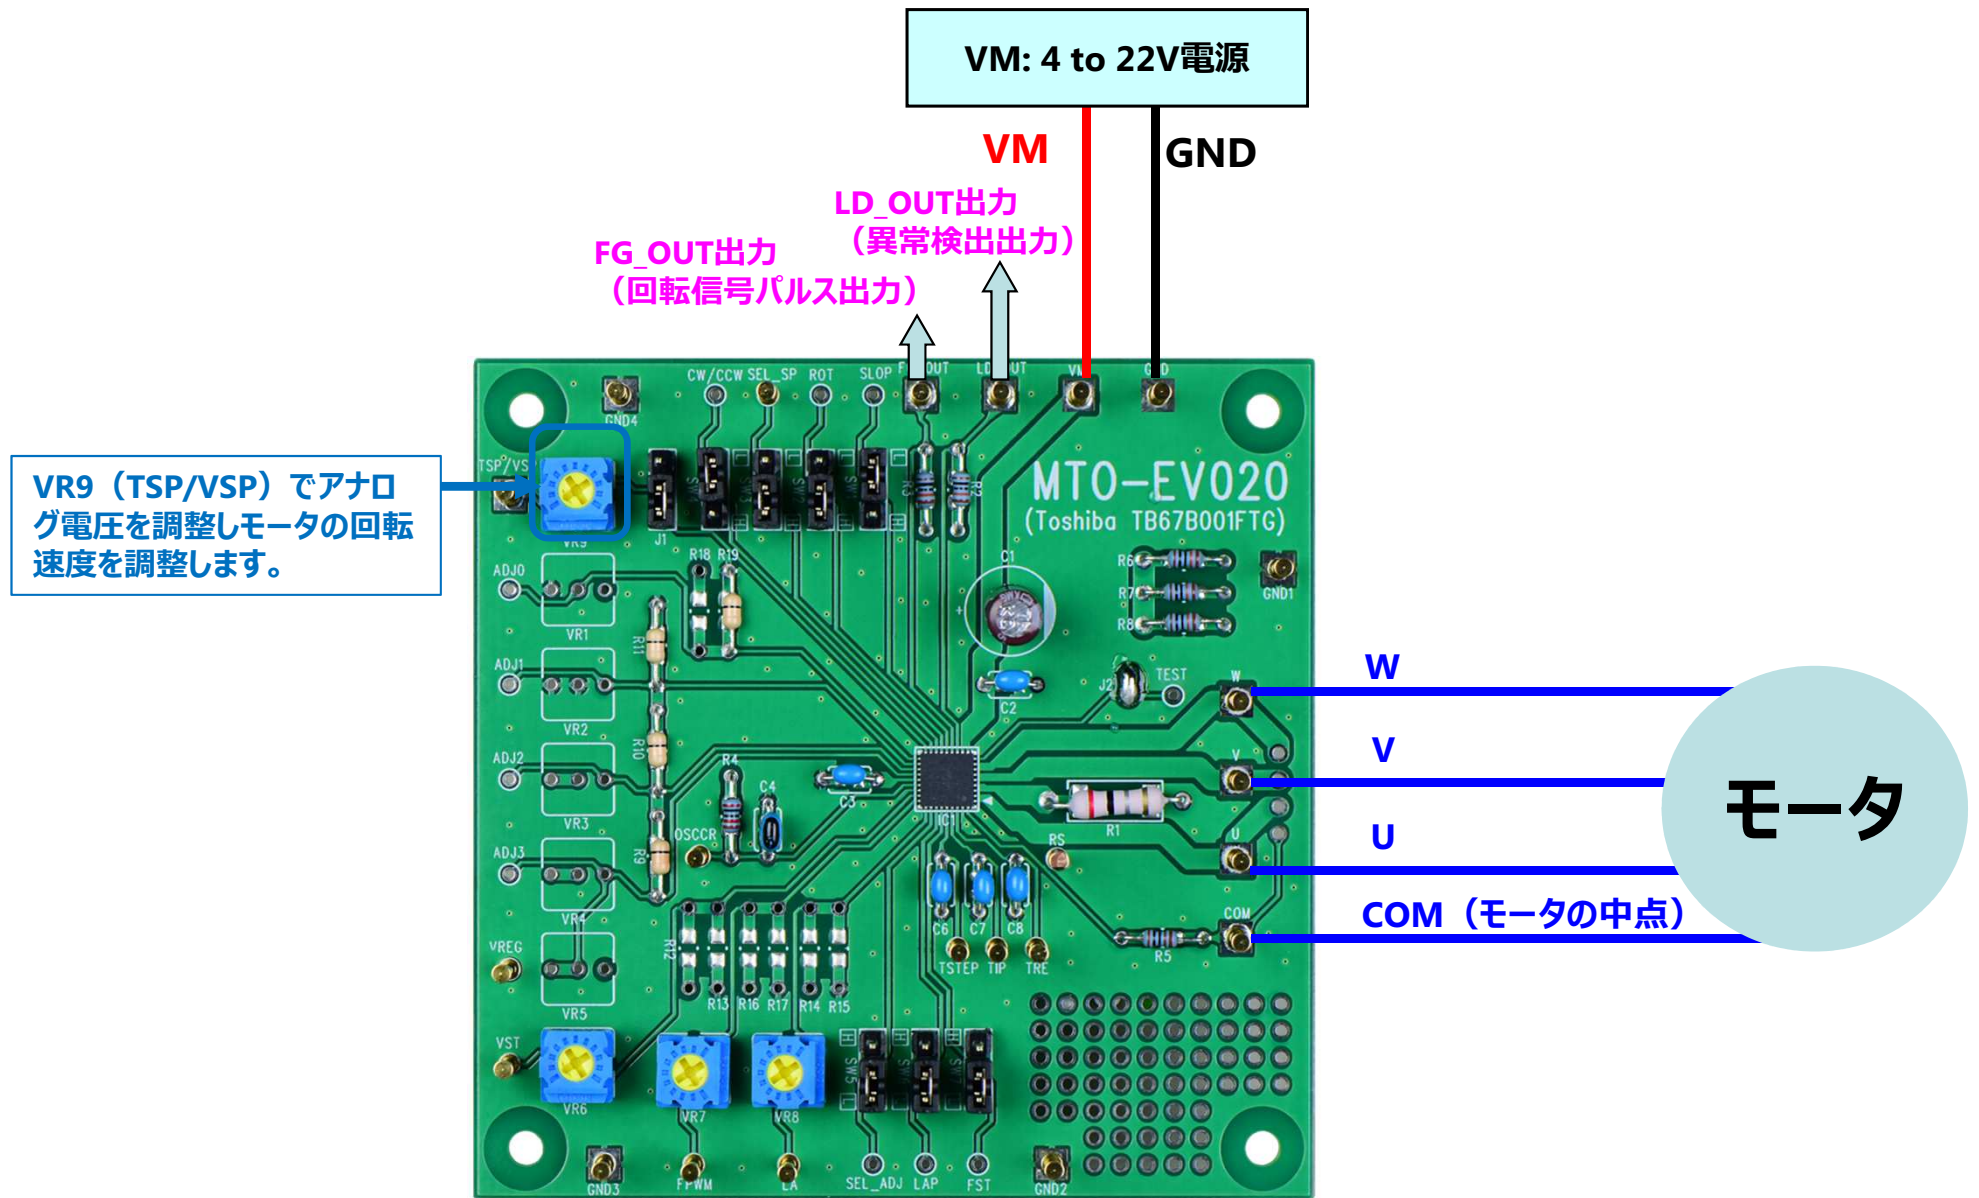 VM: 4 to 22V電源
VM
GND
LD_OUT出力
（異常検出出力）
FG_OUT出力
（回転信号パルス出力）
VR9（TSP/VSP）でアナロ
グ電圧を調整しモータの回転
速度を調整します。
CW/CCW SEL_SP ROT SLOP
GND4
GND
MTO-EV020
(Toshiba TB67B001FTG)
VR9
J1
R18 R19
R3
R2
C1
R6
R7
R8
GND1
ADJ0
VR1
R11
ADJ1
VR2
R10
C2
J2
TEST
W
W
V
V
U
U
COM
COM（モータの中点）
モータ
ADJ2
VR3
R4
C4
C3
OSCCR
IC1
R1
RS
ADJ3
VR4
R9
C6 C7 C8
TSTEP TIP TRE
R5
VREG
VR5
R12
R13 R16 R17 R14 R15
VST
VR6
VR7
VR8
H H H
SW5
L
GND3
FPWM
LA
SEL_ADJ LAP FST
GND2